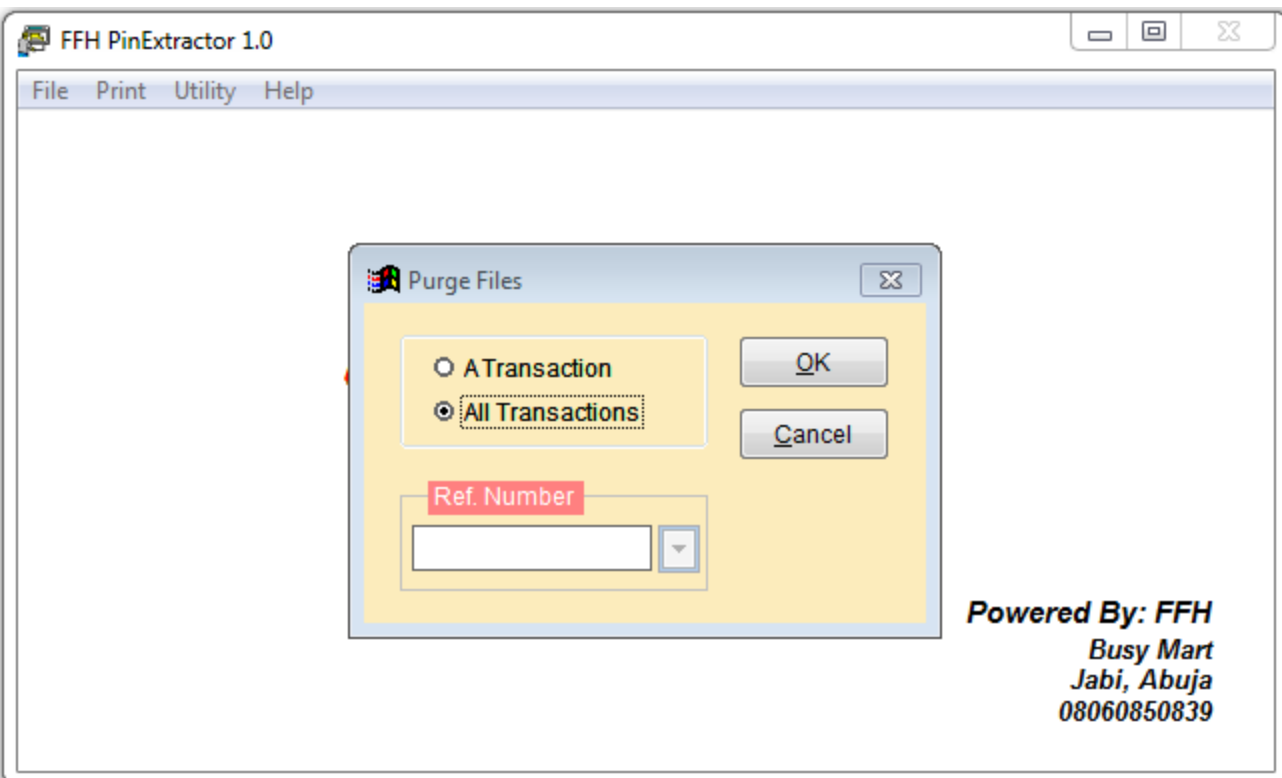 FFH PinExtractor 1.0
File Print Utility Help
Purge Files
A Transaction
All Transactions
OK
Cancel
Ref. Number
Powered By: FFH
Busy Mart
Jabi, Abuja
08060850839